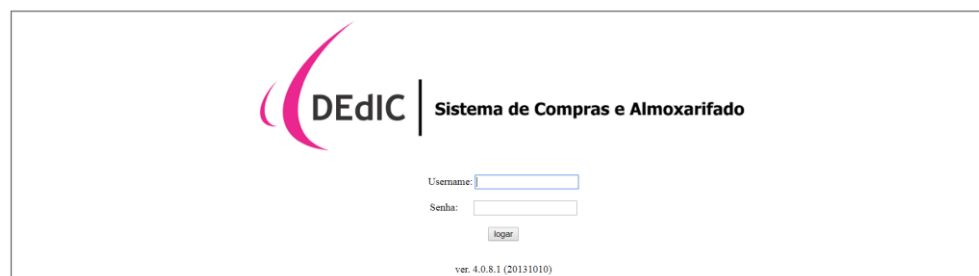 DEdIC
Sistema de Compras e Almoxarifado
Username:
Senha:
logar
ver. 4.0.8.1 (20131010)